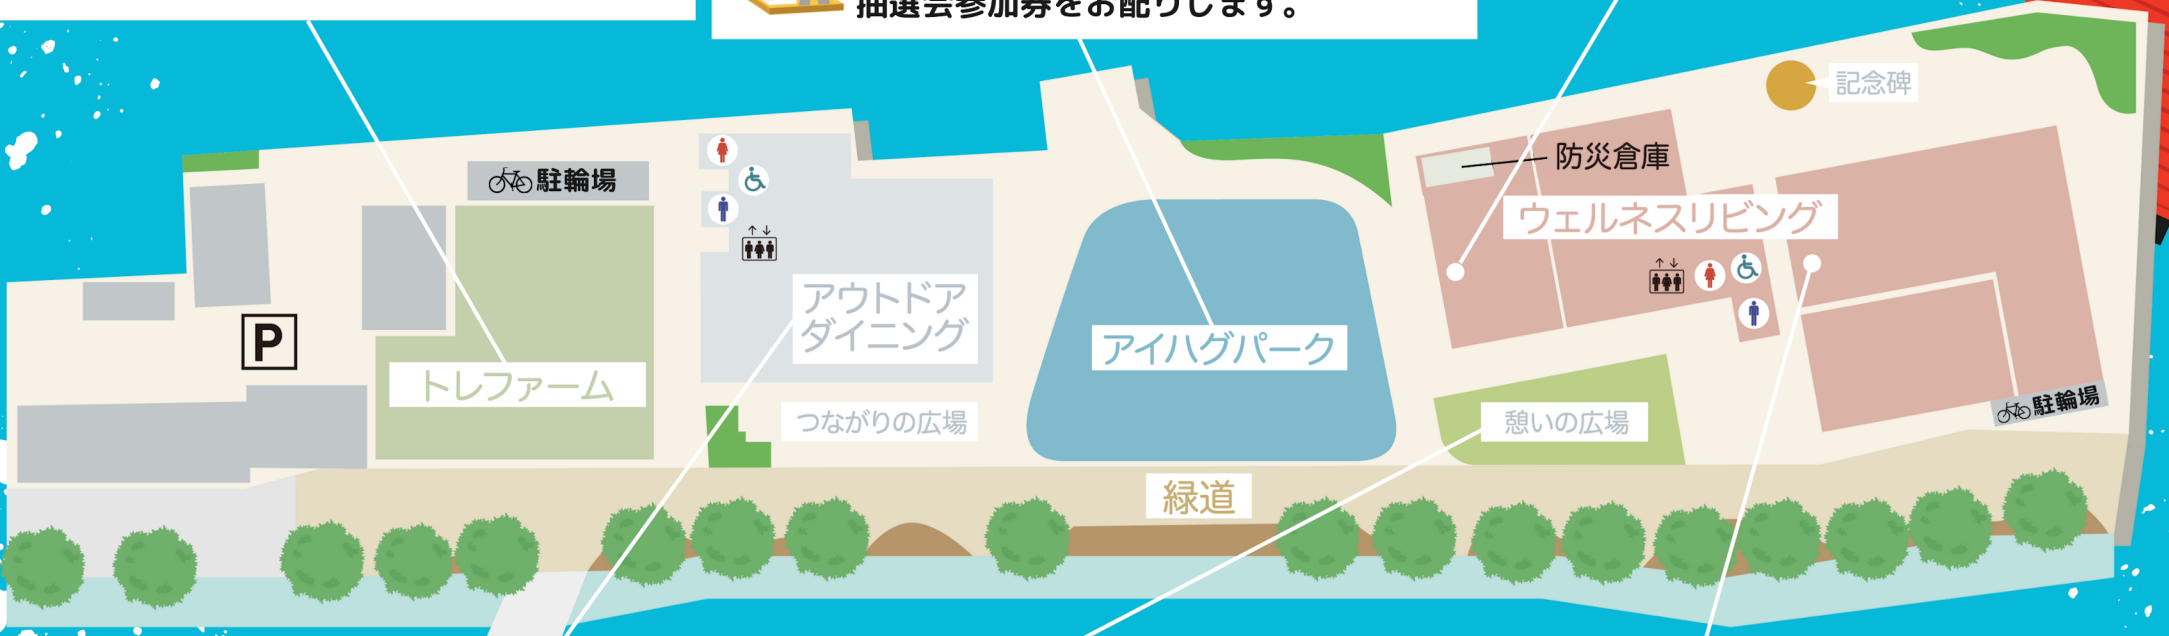 抽選会参加券をお配りします。
記念碑
防災倉庫
駐輪場
ウェルネスリビング
アウトドア
ダイニング
P
アイハグパーク
トレファーム
つながりの広場
憩いの広場
駐輪場
緑道